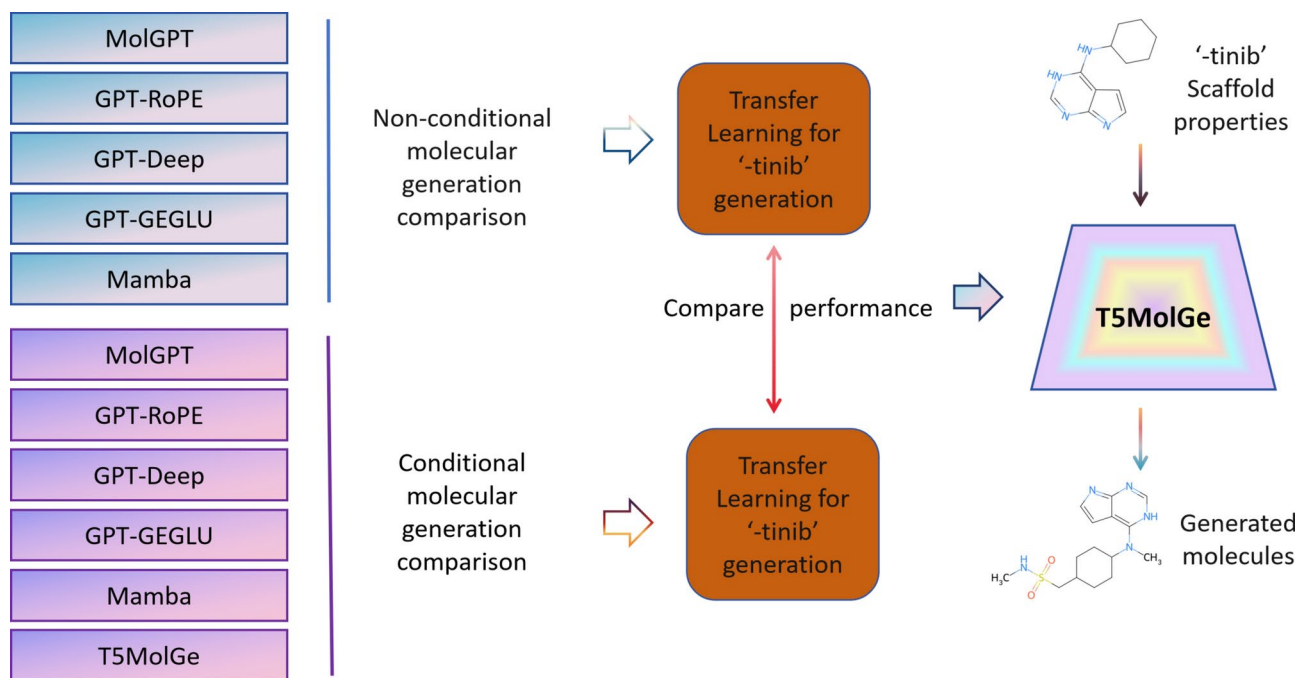 MolGPT
GPT-RoPE
GPT-Deep
GPT-GEGLU
Mamba
Non-conditional
molecular
generation
comparison
Transfer
Learning for
‘-tinib’
generation
HN
HN
N
N
‘-tinib’
Scaffold
properties
Compare performance
T5MolGe
MolGPT
GPT-RoPE
GPT-Deep
GPT-GEGLU
Mamba
T5MolGe
Conditional
molecular
generation
comparison
Transfer
Learning for
‘-tinib’
generation
N
N
NH
N
CH₃
H
N
H₃C
S
O
O
Generated
molecules